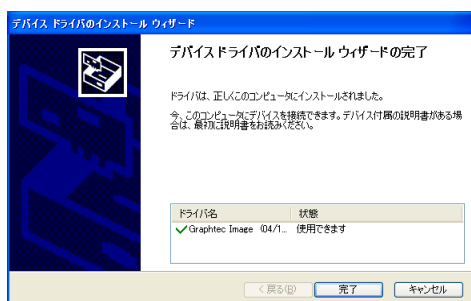 デバイス ドライバのインストール ウィザード
デバイス ドライバのインストール ウィザードの完了
ドライバは、正しくこのコンピュータにインストールされました。
今、このコンピュータにデバイスを接続できます。デバイス付属の説明書がある場
合は、最初に説明書をお読みください。
ドライバ名 状態
Graphtec Image (04/1... 使用できます
< 戻る(B) 完了 キャンセル